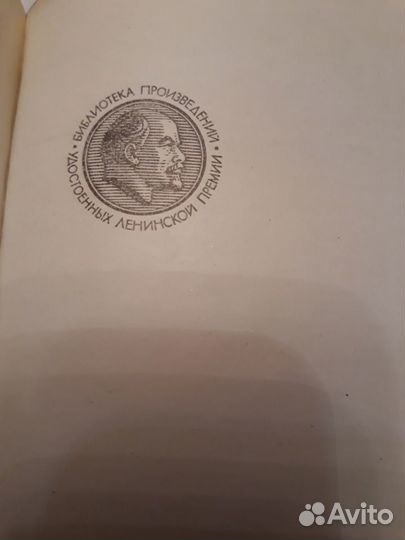 БИБЛИОТЕКА ПРОИЗВЕДЕНИЙ •
УДОСТОЕННЫХ ЛЕНИНСКОЙ ПРЕМИИ •
Avito